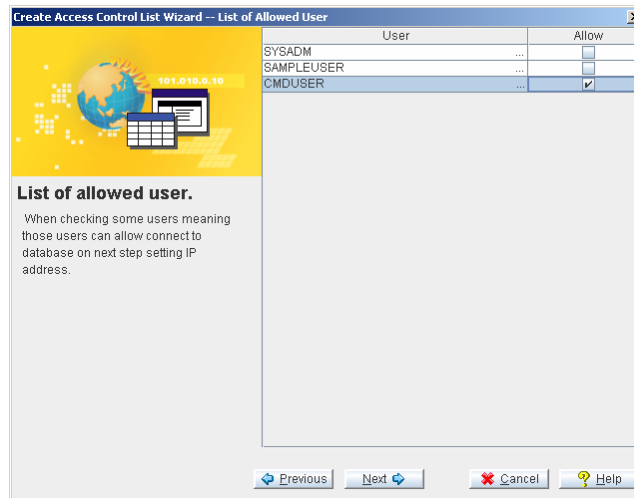 Create Access Control List Wizard -- List of Allowed User
User Allow
SYSADM ...
SAMPLEUSER ...
CMDUSER ...
101.010.0.10
List of allowed user.
When checking some users meaning
those users can allow connect to
database on next step setting IP
address.
Previous Next Cancel Help